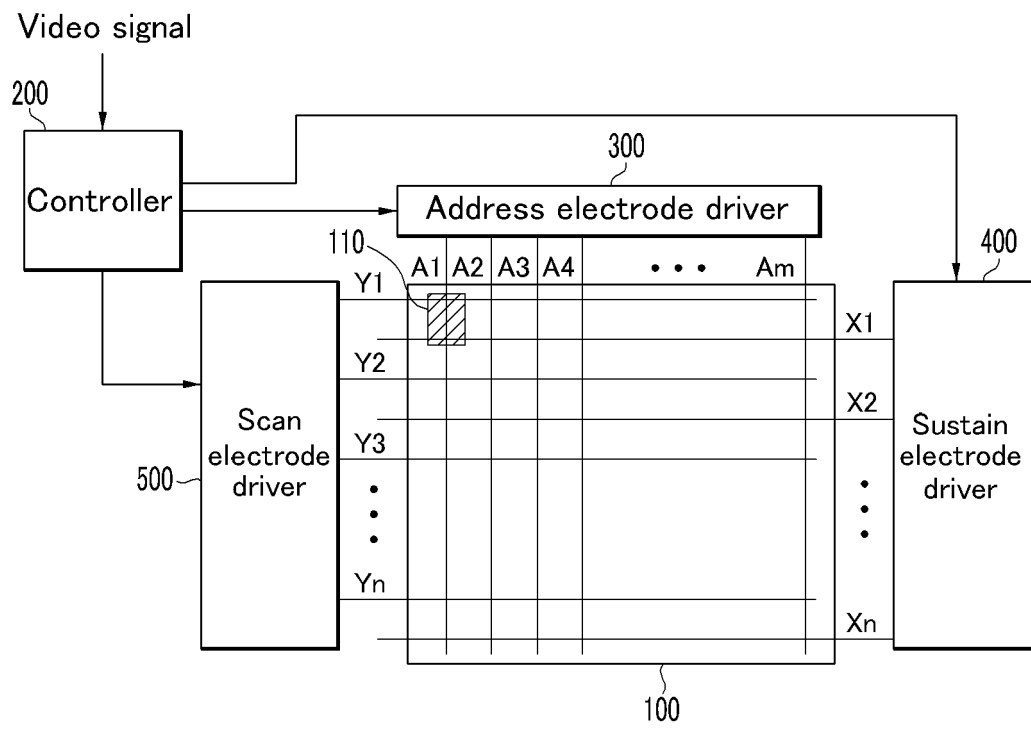 Video signal
200
Controller
300
Address electrode driver
110
400
A1 A2 A3 A4 • • • Am
Y1
X1
Y2
X2
Scan
electrode
driver
Y3
Sustain
electrode
driver
500
Yn
Xn
100